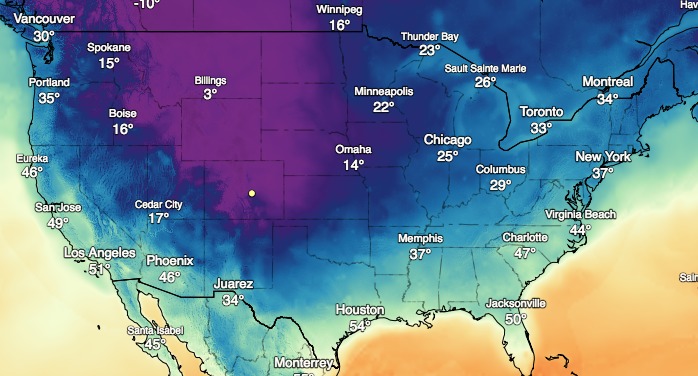 -10°
Winnipeg
16°
Vancouver
30°
Thunder Bay
23°
Spokane
15°
Sault Sainte Marie
26°
Portland
35°
Billings
3°
Minneapolis
22°
Montreal
34°
Boise
16°
Toronto
33°
Chicago
25°
Omaha
14°
New York
37°
Eureka
46°
Columbus
29°
San Jose
49°
Cedar City
17°
Virginia Beach
44°
Memphis
37°
Charlotte
47°
Los Angeles
51°
Phoenix
46°
Juarez
34°
Houston
54°
Jacksonville
50°
Santa Isabel
45°
Monterrey